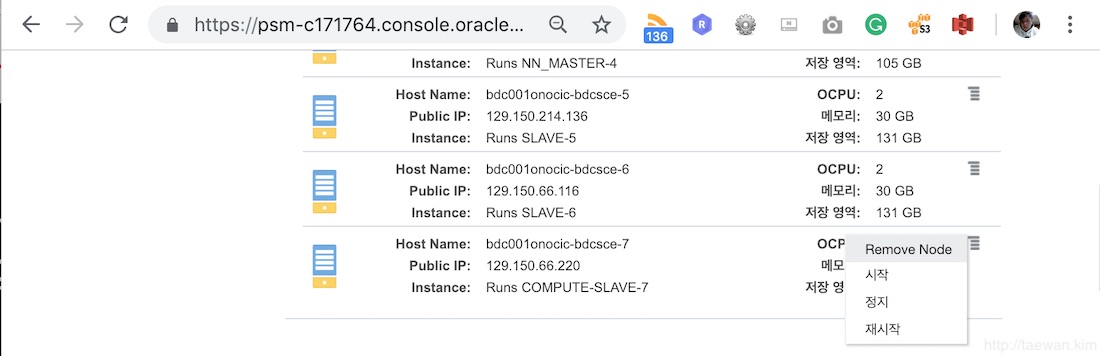 https://psm-c171764.console.oracle...
136
R
S3
Instance: Runs NN_MASTER-4 저장 영역: 105 GB
Host Name: bdc001onocic-bdcsce-5 OCPU: 2
Public IP: 129.150.214.136 메모리: 30 GB
Instance: Runs SLAVE-5 저장 영역: 131 GB
Host Name: bdc001onocic-bdcsce-6 OCPU: 2
Public IP: 129.150.66.116 메모리: 30 GB
Instance: Runs SLAVE-6 저장 영역: 131 GB
Host Name: bdc001onocic-bdcsce-7 OCP
Public IP: 129.150.66.220 메모
Instance: Runs COMPUTE-SLAVE-7 저장 영
Remove Node
시작
정지
재시작
http://taewan.kim